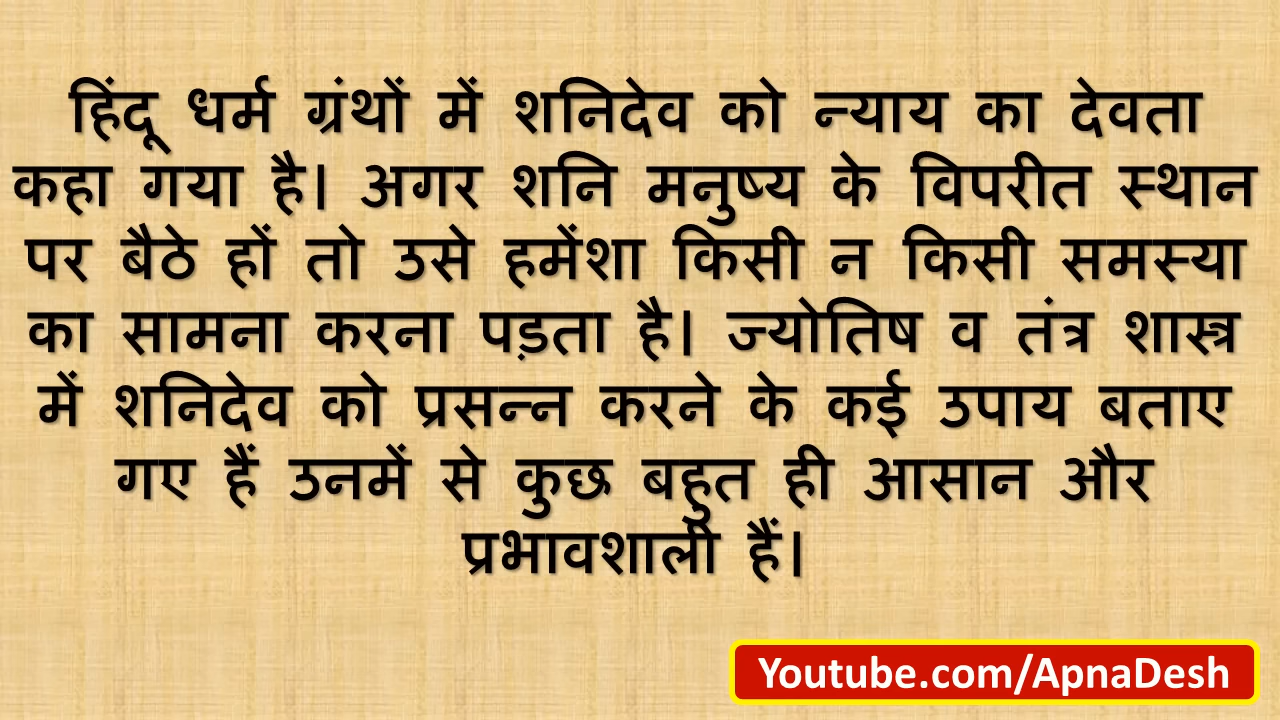 हिंदू धर्म ग्रंथों में शनिदेव को न्याय का देवता
कहा गया है। अगर शनि मनुष्य के विपरीत स्थान
पर बैठे हों तो उसे हमेंशा किसी न किसी समस्या
का सामना करना पड़ता है। ज्योतिष व तंत्र शास्त्र
में शनिदेव को प्रसन्न करने के कई उपाय बताए
गए हैं उनमें से कुछ बहुत ही आसान और
प्रभावशाली हैं।
Youtube.com/ApnaDesh